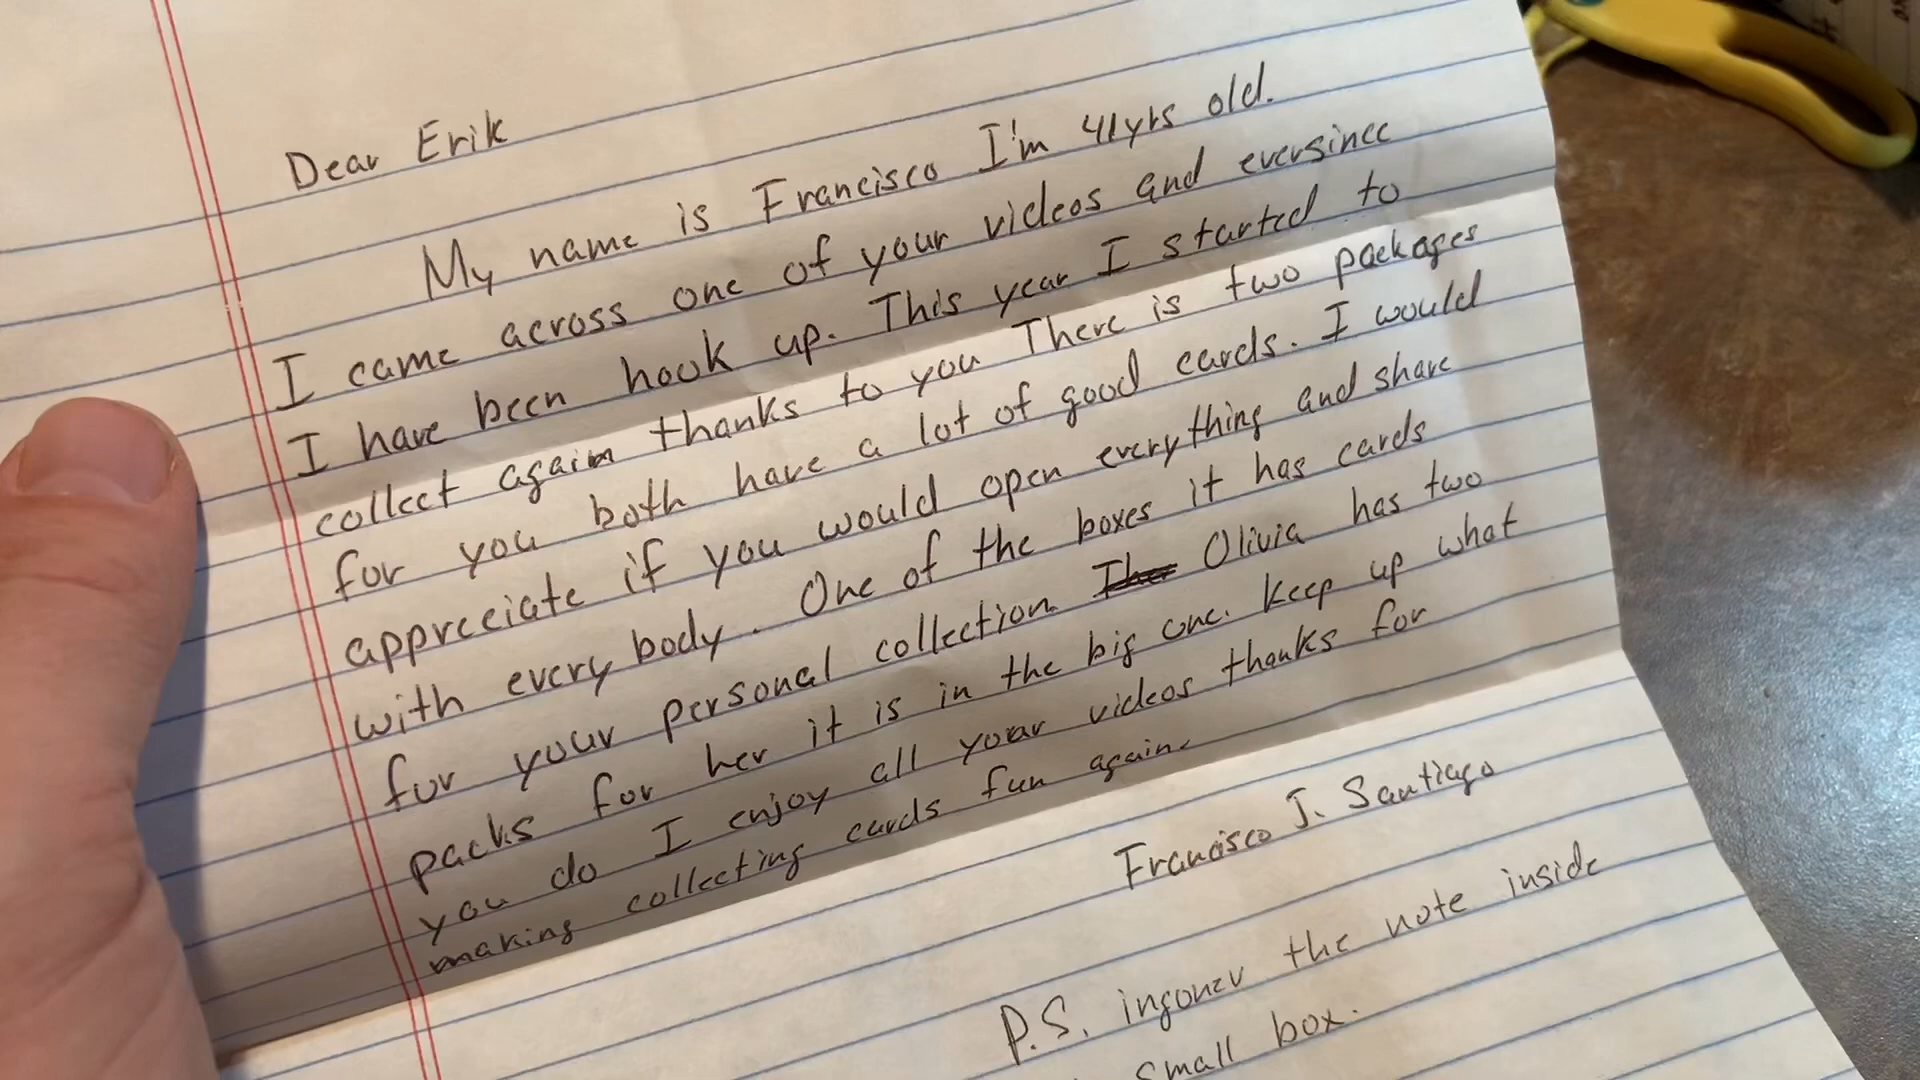 Dear Erik
My name is Francisco I'm 41yrs old.
I came across one of your videos and eversince
I have been hook up. This year I started to
collect again thanks to you There is two packages
for you both have a lot of good cards. I would
appreciate if you would open everything and share
with every body. One of the boxes it has cards
for your personal collection Olivia has two
packs for her it is in the big one. Keep up what
you do I enjoy all your videos thanks for
making collecting cards fun again.
Francisco J. Santiago
P.S. ingoner the note inside
small box.